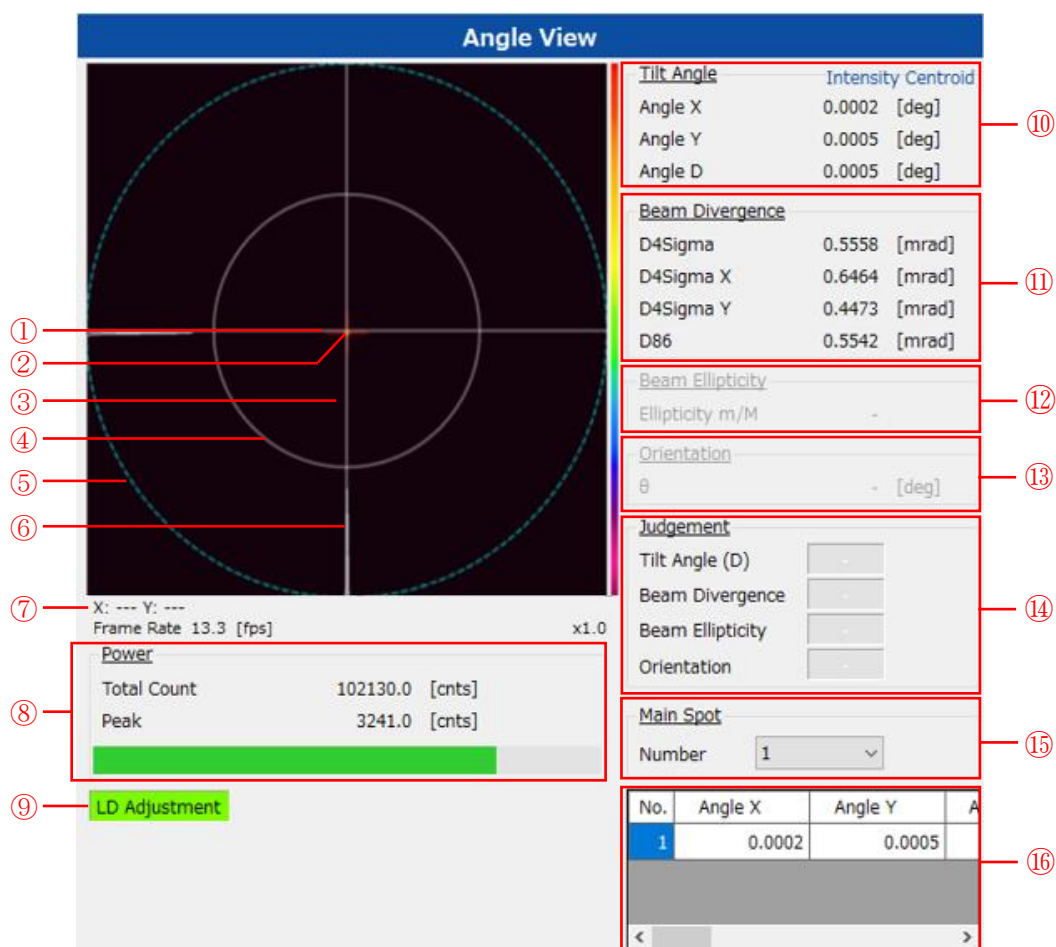 Angle View
Tilt Angle Intensity Centroid
Angle X 0.0002 [deg]
Angle Y 0.0005 [deg]
Angle D 0.0005 [deg]
⑩
Beam Divergence
D4Sigma 0.5558 [mrad]
D4Sigma X 0.6464 [mrad]
D4Sigma Y 0.4473 [mrad]
D86 0.5542 [mrad]
⑪
Beam Ellipticity
Ellipticity m/M -
⑫
Orientation
θ - [deg]
⑬
Judgement
Tilt Angle (D) -
Beam Divergence -
Beam Ellipticity -
Orientation -
⑭
Main Spot
Number 1
⑮
No. Angle X Angle Y A
1 0.0002 0.0005
⑯
①
②
③
④
⑤
⑥
⑦
X: --- Y: ---
Frame Rate 13.3 [fps] x1.0
Power
Total Count 102130.0 [cnts]
Peak 3241.0 [cnts]
⑧
⑨
LD Adjustment